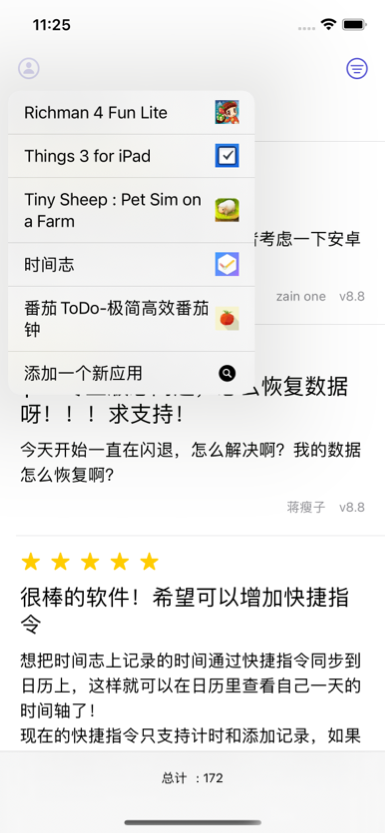 11:25
Richman 4 Fun Lite
Things 3 for iPad
Tiny Sheep : Pet Sim on
a Farm
时间志
番茄 ToDo-极简高效番茄
钟
添加一个新应用
考虑一下安卓
zain one v8.8
怎么恢复数据
呀！！！求支持！
今天开始一直在闪退，怎么解决啊？我的数据
怎么恢复啊？
蒋瘦子 v8.8
很棒的软件！希望可以增加快捷指
令
想把时间志上记录的时间通过快捷指令同步到
日历上，这样就可以在日历里查看自己一天的
时间轴了！
现在的快捷指令只支持计时和添加记录，如果
总计 : 172